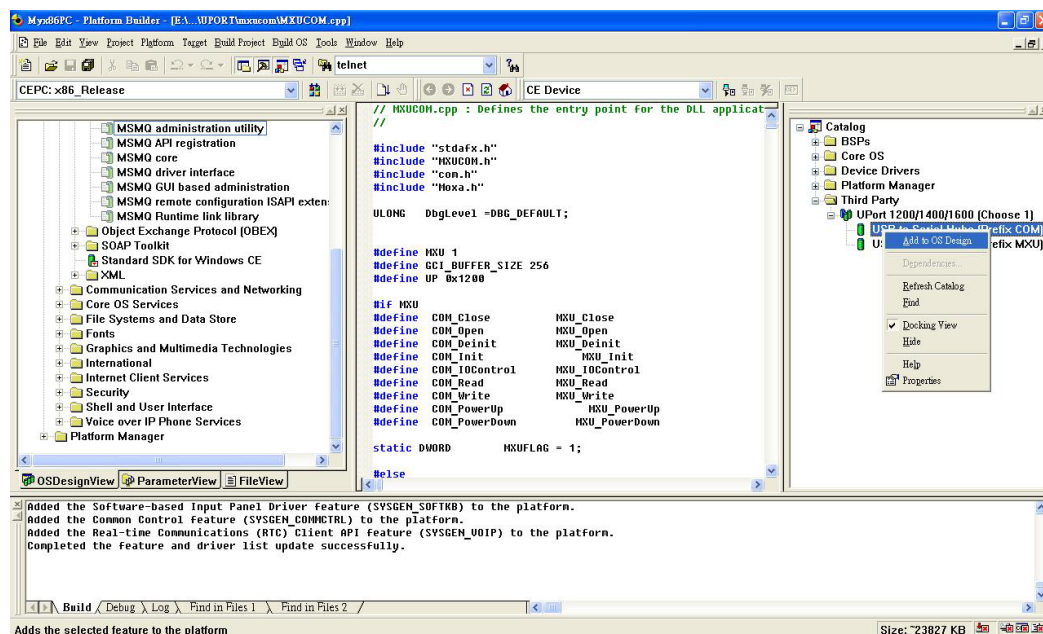 Myx86PC - Platform Builder - [E:\...\UPORT\mxucom\MXUCOM.cpp]
File Edit View Project Platform Target Build Project Build OS Tools Window Help
telnet
CEPC: x86_Release
CE Device
MSMQ administration utility
MSMQ API registration
MSMQ core
MSMQ driver interface
MSMQ GUI based administration
MSMQ remote configuration ISAPI exten
MSMQ Runtime link library
Object Exchange Protocol (OBEX)
SOAP Toolkit
Standard SDK for Windows CE
XML
Communication Services and Networking
Core OS Services
File Systems and Data Store
Fonts
Graphics and Multimedia Technologies
International
Internet Client Services
Security
Shell and User Interface
Voice over IP Phone Services
Platform Manager
OSDesignView ParameterView FileView
// MXUCOM.cpp : Defines the entry point for the DLL applicat
//
#include "stdafx.h"
#include "MXUCOM.h"
#include "com.h"
#include "Moxa.h"
ULONG DbgLevel =DBG_DEFAULT;
#define MXU 1
#define GCI_BUFFER_SIZE 256
#define UP 0x1200
#if MXU
#define COM_Close MXU_Close
#define COM_Open MXU_Open
#define COM_Deinit MXU_Deinit
#define COM_Init MXU_Init
#define COM_IOControl MXU_IOControl
#define COM_Read MXU_Read
#define COM_Write MXU_Write
#define COM_PowerUp MXU_PowerUp
#define COM_PowerDown MXU_PowerDown
static DWORD MXUFLAG = 1;
#else
Catalog
BSPs
Core OS
Device Drivers
Platform Manager
Third Party
UPort 1200/1400/1600 (Choose 1)
USB to Serial Hubs (Prefix COM)
U refix MXU)
Add to OS Design
Dependencies...
Refresh Catalog
Find
Docking View
Hide
Help
Properties
Added the Software-based Input Panel Driver feature (SYSGEN_SOFTKB) to the platform.
Added the Common Control feature (SYSGEN_COMMCTRL) to the platform.
Added the Real-time Communications (RTC) Client API feature (SYSGEN_VOIP) to the platform.
Completed the feature and driver list update successfully.
Build Debug Log Find in Files 1 Find in Files 2
Adds the selected feature to the platform
Size: ~23827 KB